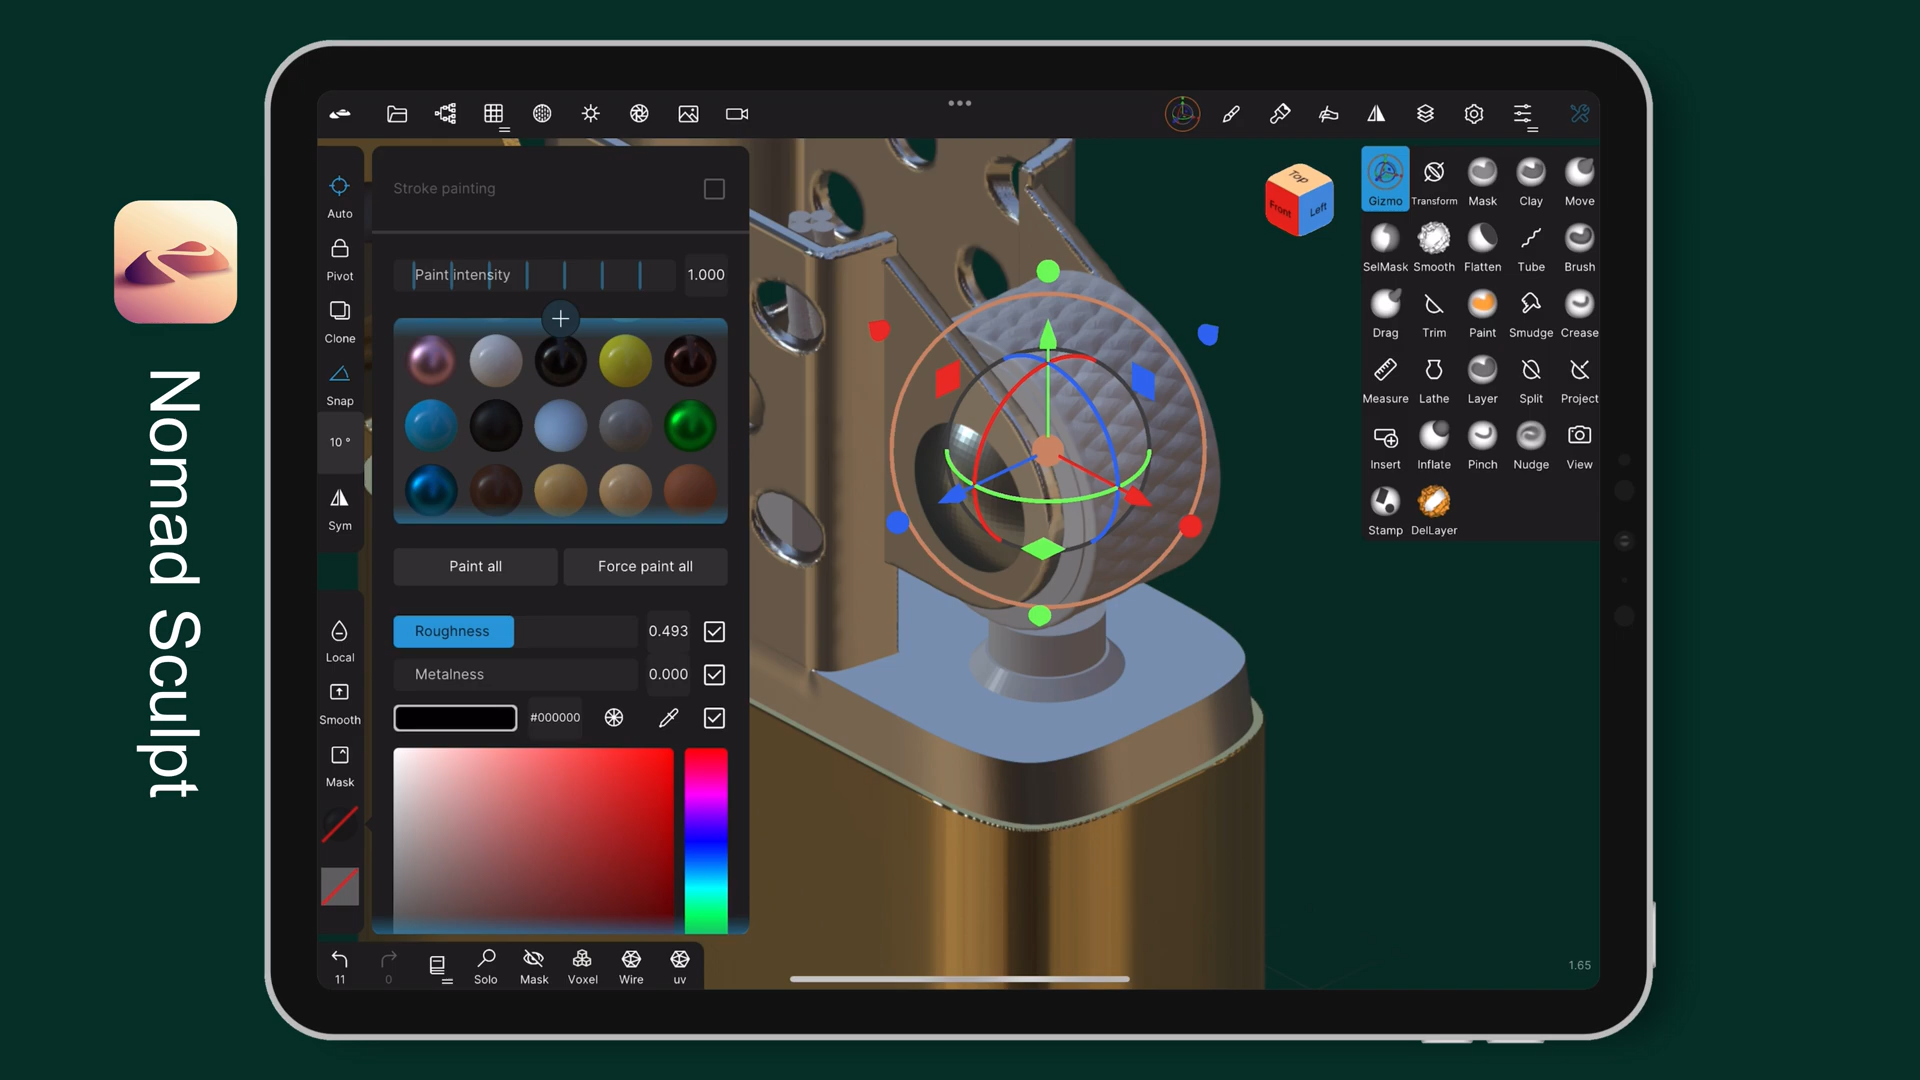 Nomad Sculpt
Auto
Pivot
Clone
Snap
10 °
Sym
Local
Smooth
Mask
Stroke painting
Paint intensity 1.000
Paint all
Force paint all
Roughness 0.493
Metalness 0.000
#000000
11
0
Solo
Mask
Voxel
Wire
uv
Top
Front
Left
Gizmo Transform Mask Clay Move
SelMask Smooth Flatten Tube Brush
Drag Trim Paint Smudge Crease
Measure Lathe Layer Split Project
Insert Inflate Pinch Nudge View
Stamp DelLayer
1.65